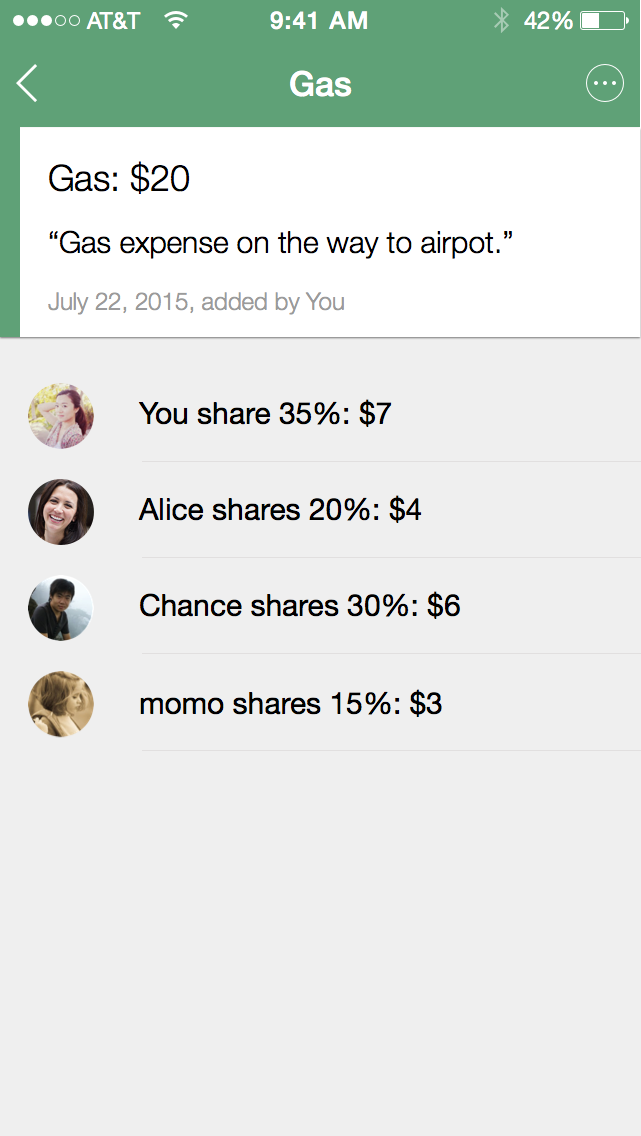 AT&T 9:41 AM 42%
Gas
Gas: $20
“Gas expense on the way to airpot.”
July 22, 2015, added by You
You share 35%: $7
Alice shares 20%: $4
Chance shares 30%: $6
momo shares 15%: $3